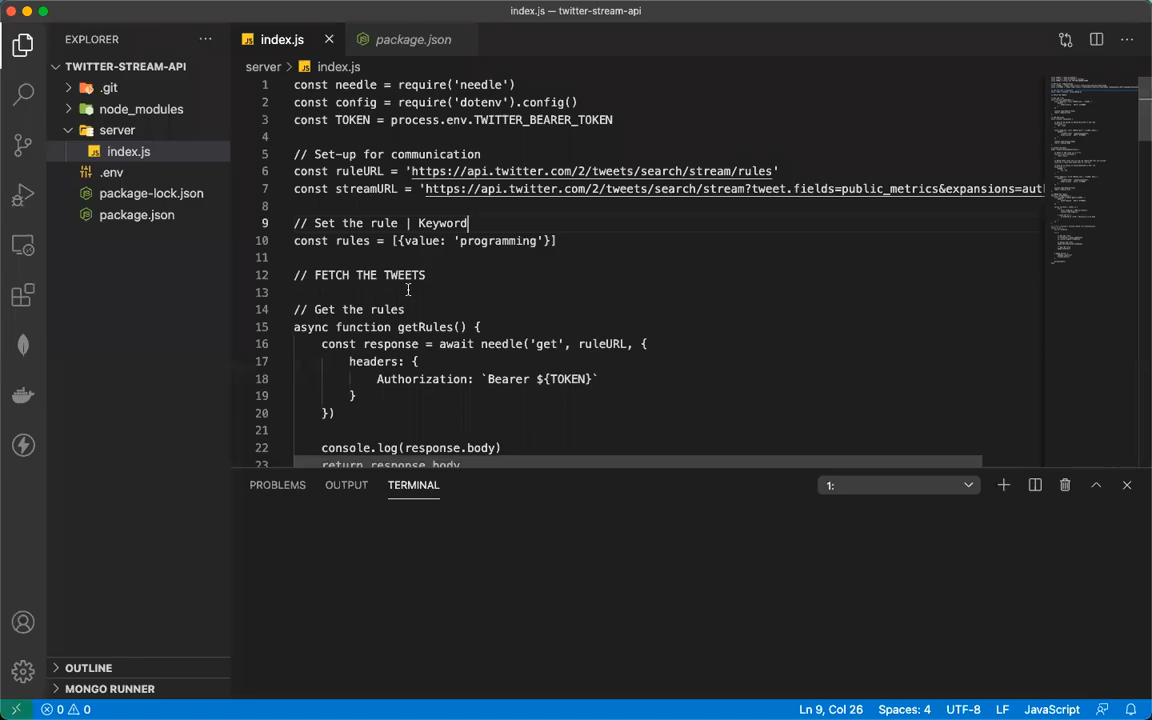 index.js — twitter-stream-api
EXPLORER
index.js
package.json
TWITTER-STREAM-API
server
index.js
.git
node_modules
server
index.js
.env
package-lock.json
package.json
1 const needle = require('needle')
2 const config = require('dotenv').config()
3 const TOKEN = process.env.TWITTER_BEARER_TOKEN
4
5 // Set-up for communication
6 const ruleURL = 'https://api.twitter.com/2/tweets/search/stream/rules'
7 const streamURL = 'https://api.twitter.com/2/tweets/search/stream?tweet.fields=public_metrics&expansions=aut
8
9 // Set the rule | Keyword
10 const rules = [{value: 'programming'}]
11
12 // FETCH THE TWEETS
13
14 // Get the rules
15 async function getRules() {
16 const response = await needle('get', ruleURL, {
17 headers: {
18 Authorization: `Bearer ${TOKEN}`
19 }
20 })
21
22 console.log(response.body)
23 return response.body
PROBLEMS
OUTPUT
TERMINAL
1:
OUTLINE
MONGO RUNNER
0 0
Ln 9, Col 26
Spaces: 4
UTF-8
LF
JavaScript